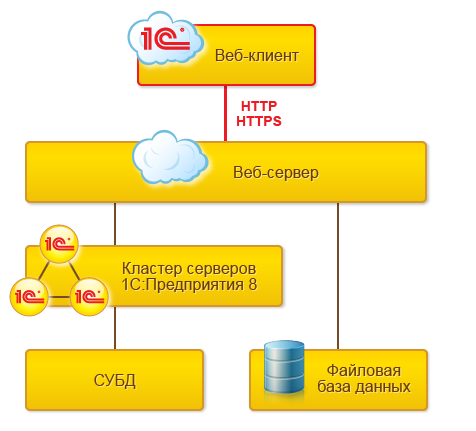 1С
Веб-клиент
HTTP
HTTPS
Веб-сервер
1С
Кластер серверов
1С:Предприятия 8
1С
1С
СУБД
Файловая
база данных